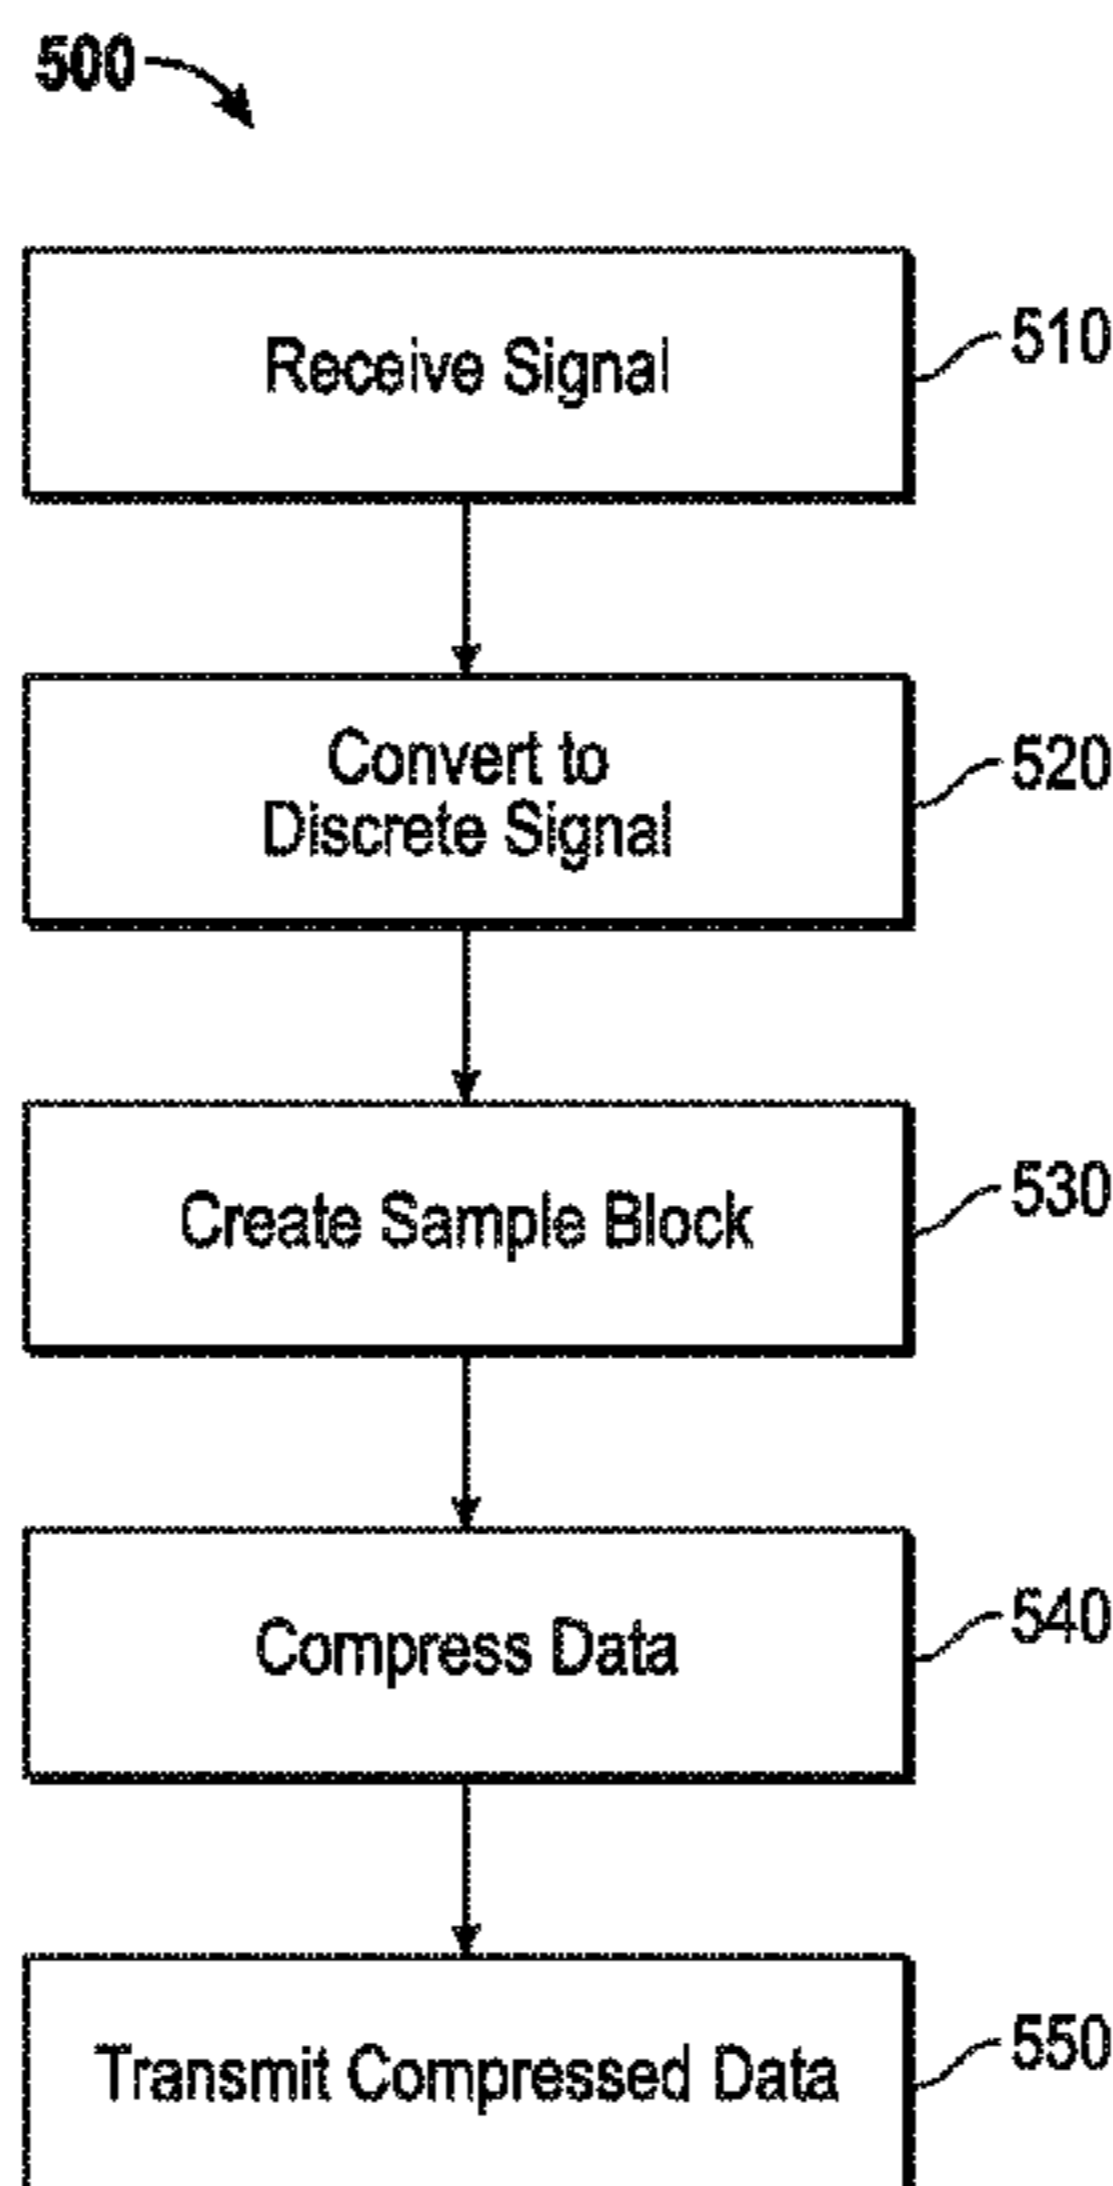 500
Receive Signal
510
Convert to
Discrete Signal
520
Create Sample Block
530
Compress Data
540
Transmit Compressed Data
550